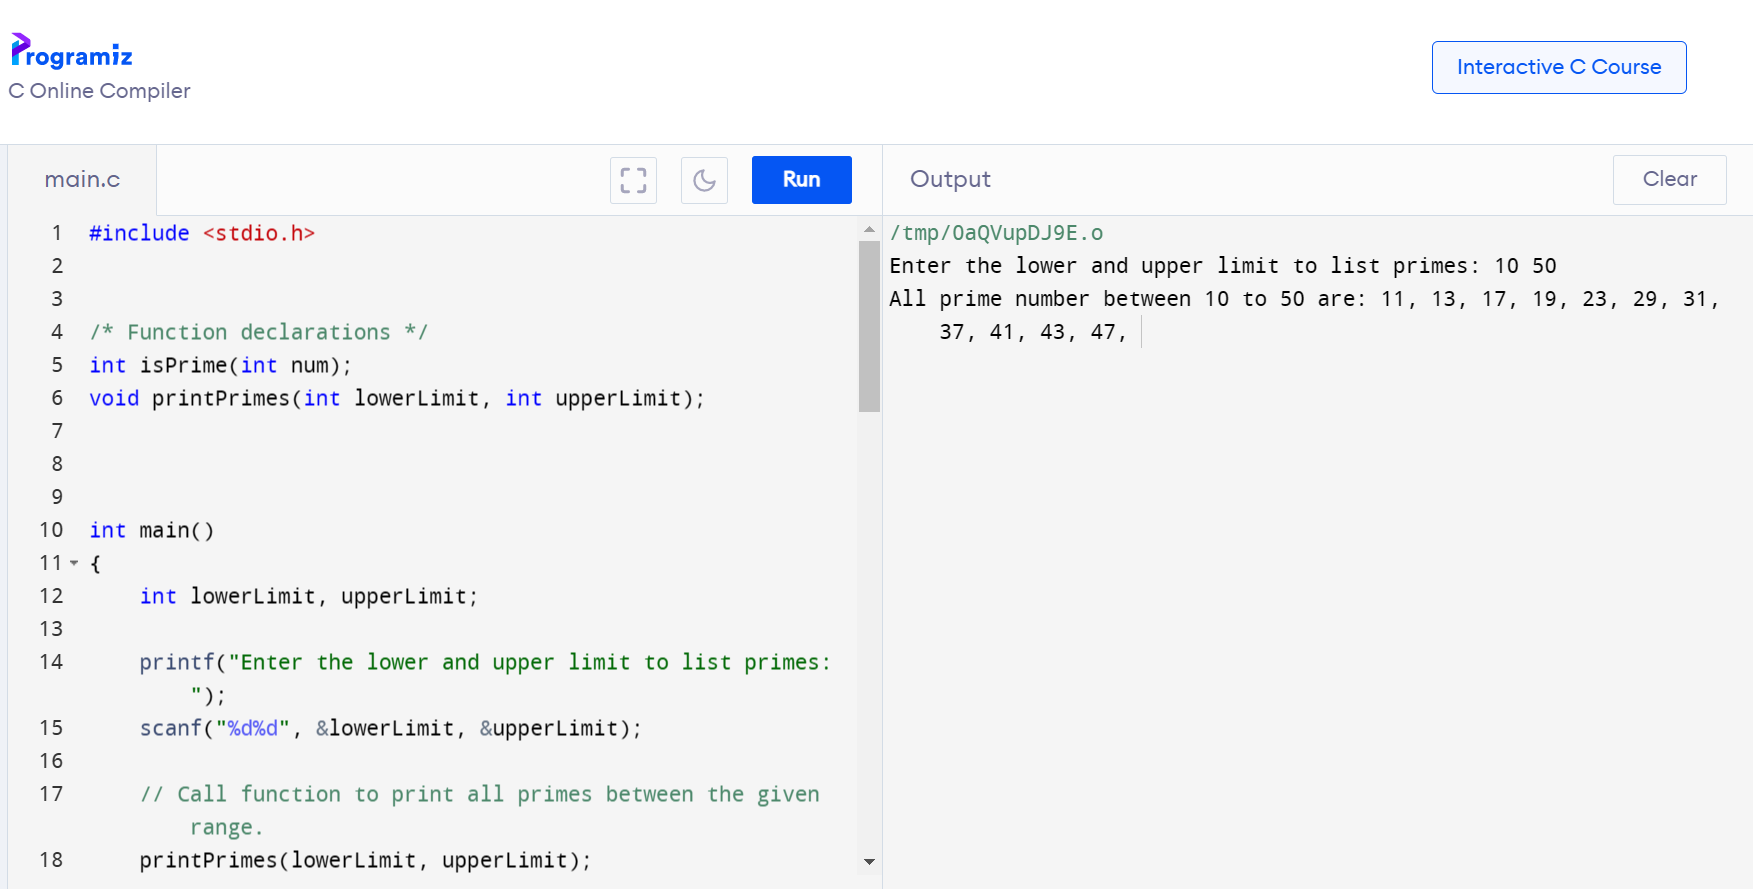 Programiz
C Online Compiler
Interactive C Course
main.c
Run
1 #include <stdio.h>
2
3
4 /* Function declarations */
5 int isPrime(int num);
6 void printPrimes(int lowerLimit, int upperLimit);
7
8
9
10 int main()
11 {
12     int lowerLimit, upperLimit;
13
14     printf("Enter the lower and upper limit to list primes:
        ");
15     scanf("%d%d", &lowerLimit, &upperLimit);
16
17     // Call function to print all primes between the given
        range.
18     printPrimes(lowerLimit, upperLimit);
Output
Clear
/tmp/0aQVupDJ9E.o
Enter the lower and upper limit to list primes: 10 50
All prime number between 10 to 50 are: 11, 13, 17, 19, 23, 29, 31,
    37, 41, 43, 47,